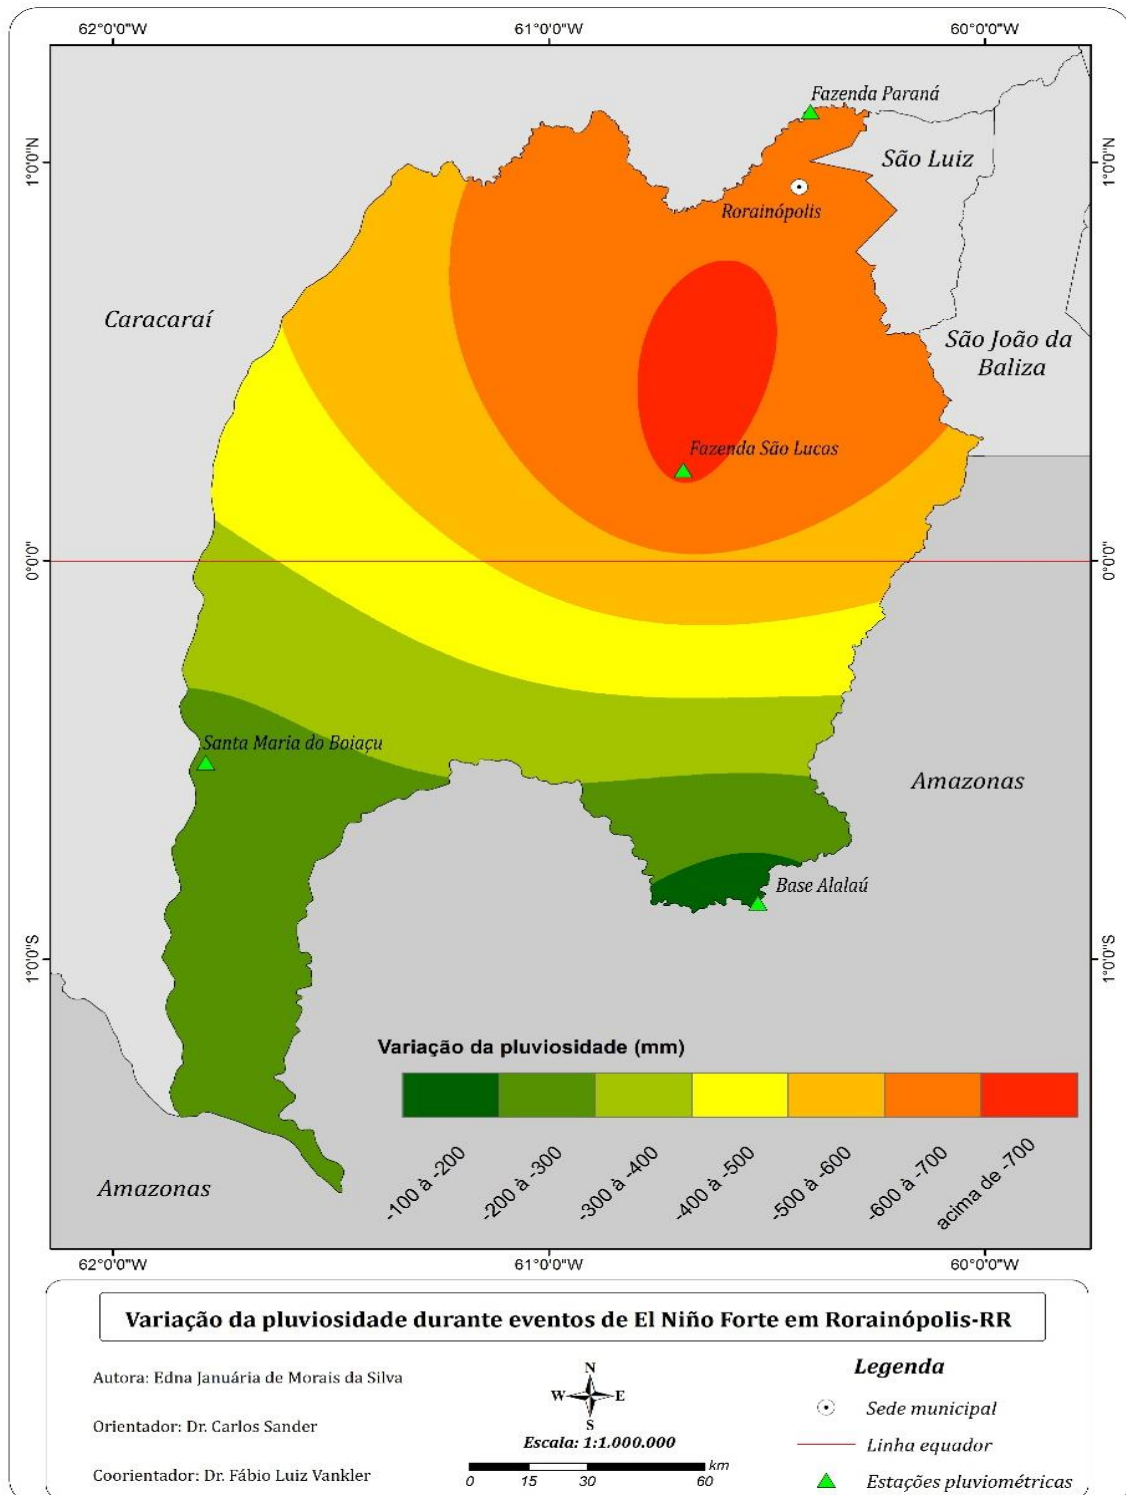 62°0'0"W 61°0'0"W 60°0'0"W
Fazenda Paraná
1°0'0"N
São Luiz
1°0'0"N
Rorainópolis
Caracaraí
São João da
Baliza
Fazenda São Lucas
0°0'0"
0°0'0"
Santa Maria do Boiaçu
Amazonas
Base Alalaú
1°0'0"S
1°0'0"S
Variação da pluviosidade (mm)
-100 à -200
-200 à -300
-300 à -400
-400 à -500
-500 à -600
-600 à -700
acima de -700
Amazonas
62°0'0"W 61°0'0"W 60°0'0"W
Variação da pluviosidade durante eventos de El Niño Forte em Rorainópolis-RR
Autora: Edna Januária de Morais da Silva
Orientador: Dr. Carlos Sander
Coorientador: Dr. Fábio Luiz Vankler
N
W E
S
Escala: 1:1.000.000
km
0 15 30 60
Legenda
Sede municipal
Linha equador
Estações pluviométricas